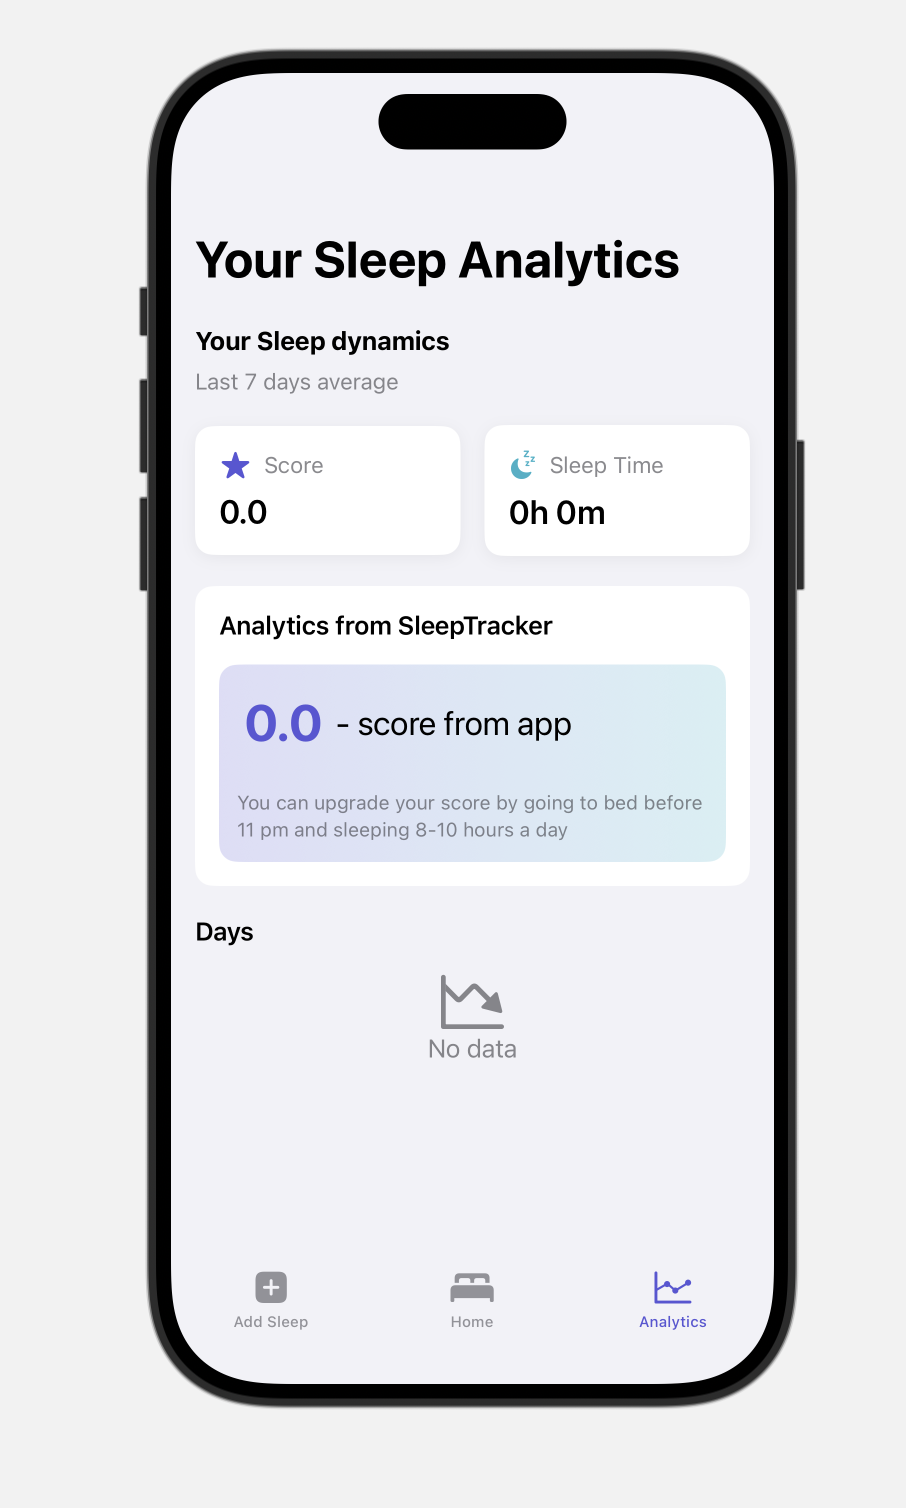 Your Sleep Analytics
Your Sleep dynamics
Last 7 days average
Score
0.0
Sleep Time
0h 0m
Analytics from SleepTracker
0.0 - score from app
You can upgrade your score by going to bed before
11 pm and sleeping 8-10 hours a day
Days
No data
Add Sleep
Home
Analytics